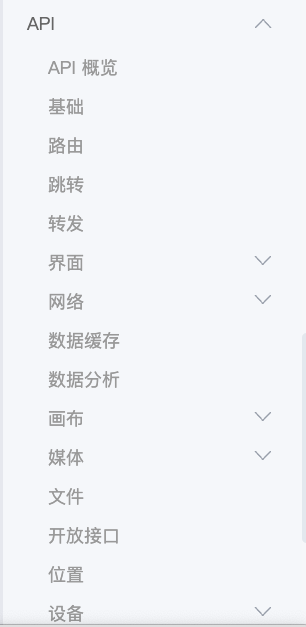 API
API 概览
基础
路由
跳转
转发
界面
网络
数据缓存
数据分析
画布
媒体
文件
开放接口
位置
设备